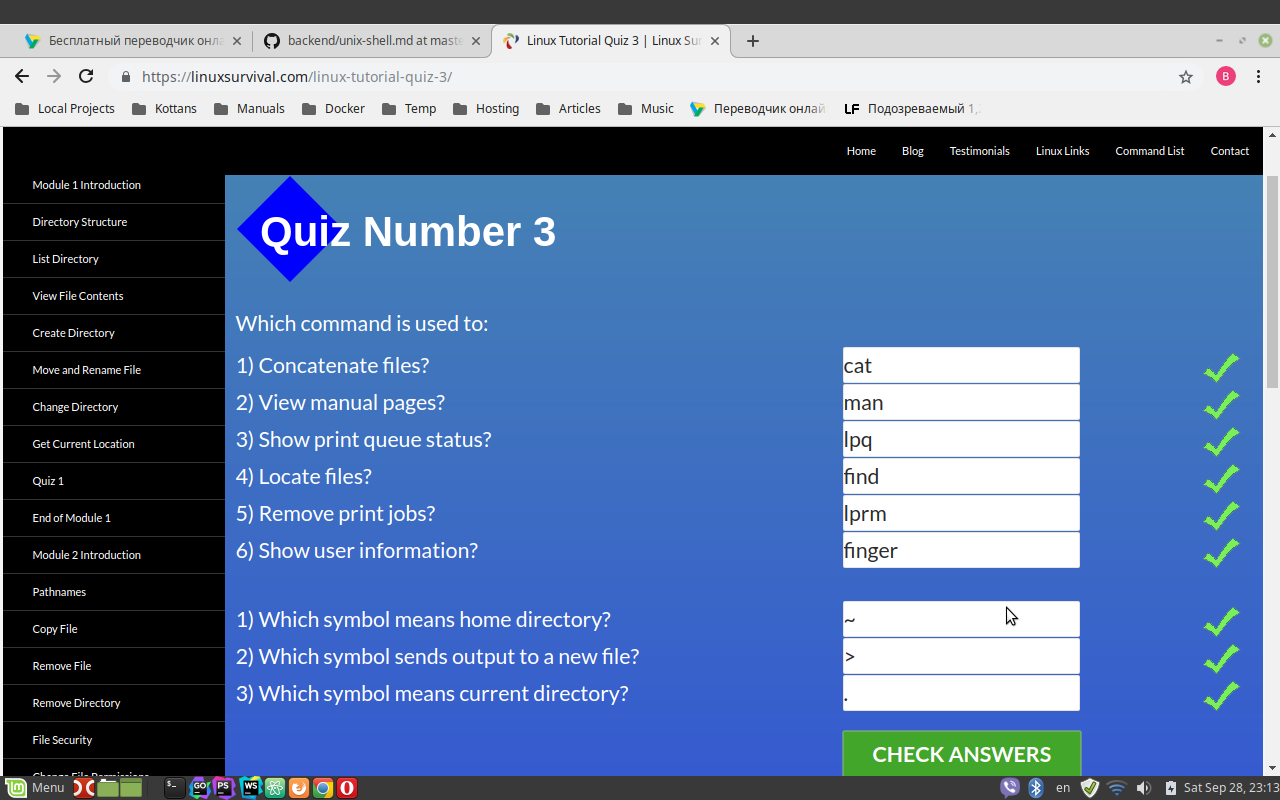 Бесплатный переводчик онла
backend/unix-shell.md at maste
Linux Tutorial Quiz 3 | Linux Sur
https://linuxsurvival.com/linux-tutorial-quiz-3/
B
Local Projects
Kottans
Manuals
Docker
Temp
Hosting
Articles
Music
Переводчик онлай
LF
Подозреваемый 1,
Home
Blog
Testimonials
Linux Links
Command List
Contact
Module 1 Introduction
Directory Structure
List Directory
View File Contents
Create Directory
Move and Rename File
Change Directory
Get Current Location
Quiz 1
End of Module 1
Module 2 Introduction
Pathnames
Copy File
Remove File
Remove Directory
File Security
Change File Permissions
Quiz Number 3
Which command is used to:
1) Concatenate files?
cat
2) View manual pages?
man
3) Show print queue status?
lpq
4) Locate files?
find
5) Remove print jobs?
lprm
6) Show user information?
finger
1) Which symbol means home directory?
~
2) Which symbol sends output to a new file?
>
3) Which symbol means current directory?
.
CHECK ANSWERS
Menu
$-
GO
PS
WS
en
Sat Sep 28, 23:13